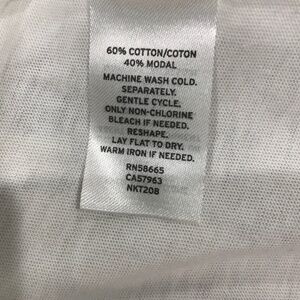 60% COTTON/COTON
40% MODAL
MACHINE WASH COLD.
SEPARATELY.
GENTLE CYCLE.
ONLY NON-CHLORINE
BLEACH IF NEEDED.
RESHAPE.
LAY FLAT TO DRY.
WARM IRON IF NEEDED.
RN58665
CA57963
NKT20B